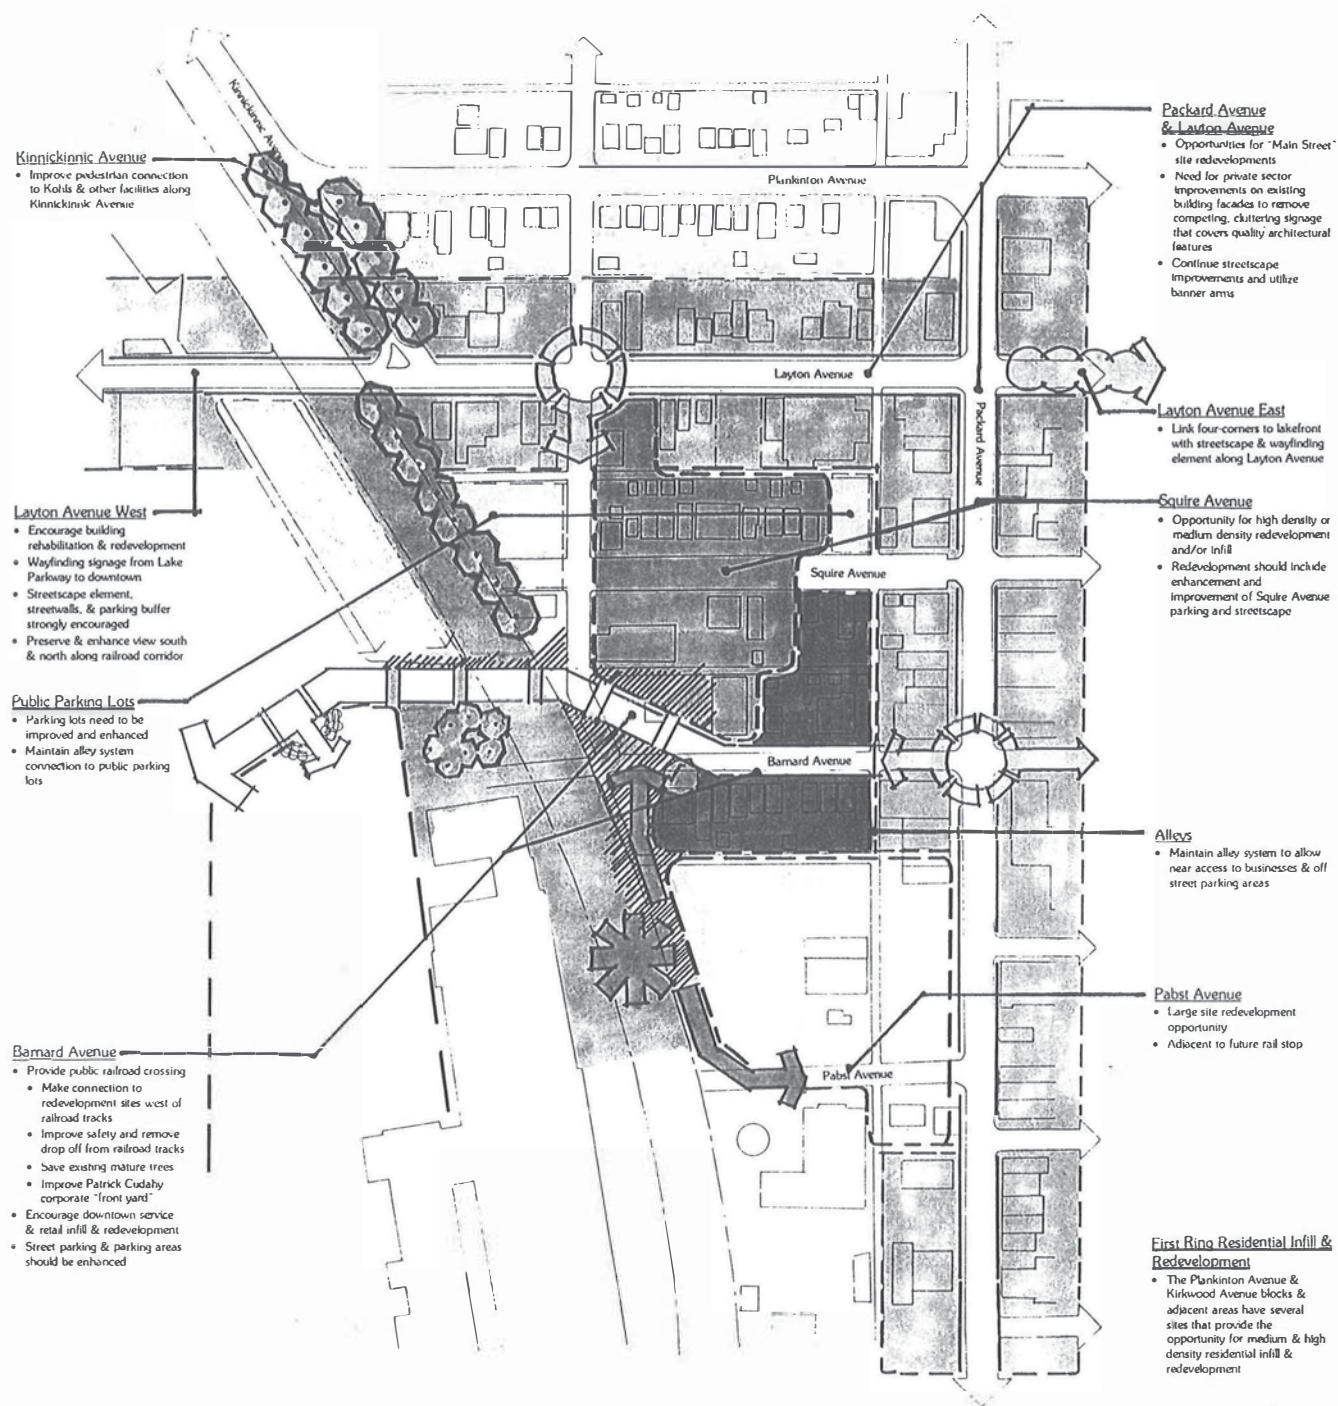 Kinnickinnic Avenue
• Improve pedestrian connection
to Kohls & other facilities along
Kinnickinnic Avenue
Layton Avenue West
• Encourage building
rehabilitation & redevelopment
• Wayfinding signage from Lake
Parkway to downtown
• Streetscape element,
streetwalls, & parking buffer
strongly encouraged
• Preserve & enhance view south
& north along railroad corridor
Public Parking Lots
• Parking lots need to be
improved and enhanced
• Maintain alley system
connection to public parking
lots
Barnard Avenue
• Provide public railroad crossing
• Make connection to
redevelopment sites west of
railroad tracks
• Improve safety and remove
drop off from railroad tracks
• Save existing mature trees
• Improve Patrick Cudahy
corporate "front yard"
• Encourage downtown service
& retail infill & redevelopment
• Street parking & parking areas
should be enhanced
Kinnickinnic Avenue
Plankinton Avenue
Layton Avenue
Packard Avenue
Squire Avenue
Barnard Avenue
Pabst Avenue
Packard Avenue
& Layton Avenue
• Opportunities for "Main Street"
site redevelopments
• Need for private sector
improvements on existing
building facades to remove
competing, cluttering signage
that covers quality architectural
features
• Continue streetscape
improvements and utilize
banner arms
Layton Avenue East
• Link four-corners to lakefront
with streetscape & wayfinding
element along Layton Avenue
Squire Avenue
• Opportunity for high density or
medium density redevelopment
and/or infill
• Redevelopment should include
enhancement and
improvement of Squire Avenue
parking and streetscape
Alleys
• Maintain alley system to allow
near access to businesses & off
street parking areas
Pabst Avenue
• Large site redevelopment
opportunity
• Adjacent to future rail stop
First Ring Residential Infill &
Redevelopment
• The Plankinton Avenue &
Kirkwood Avenue blocks &
adjacent areas have several
sites that provide the
opportunity for medium & high
density residential infill &
redevelopment